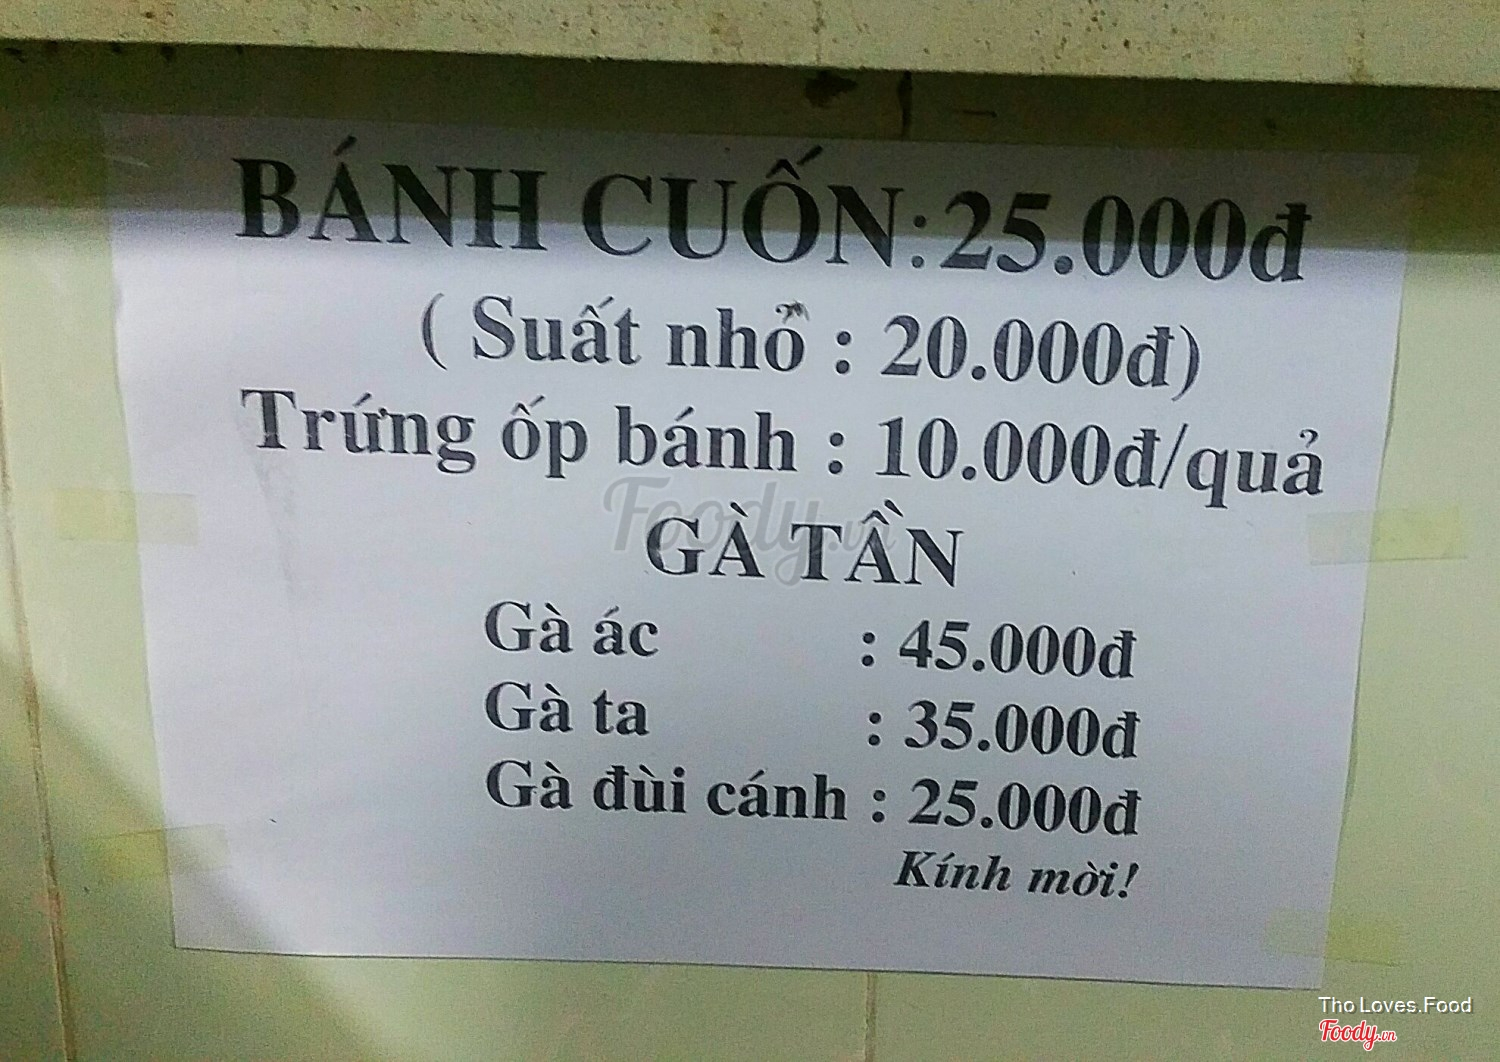 BÁNH CUỐN:25.000đ
( Suất nhỏ : 20.000đ)
Trứng ốp bánh : 10.000đ/quả
Foody.vn
GÀ TẦN
Gà ác : 45.000đ
Gà ta : 35.000đ
Gà đùi cánh : 25.000đ
Kính mời!
Tho Loves.Food
Foody.vn